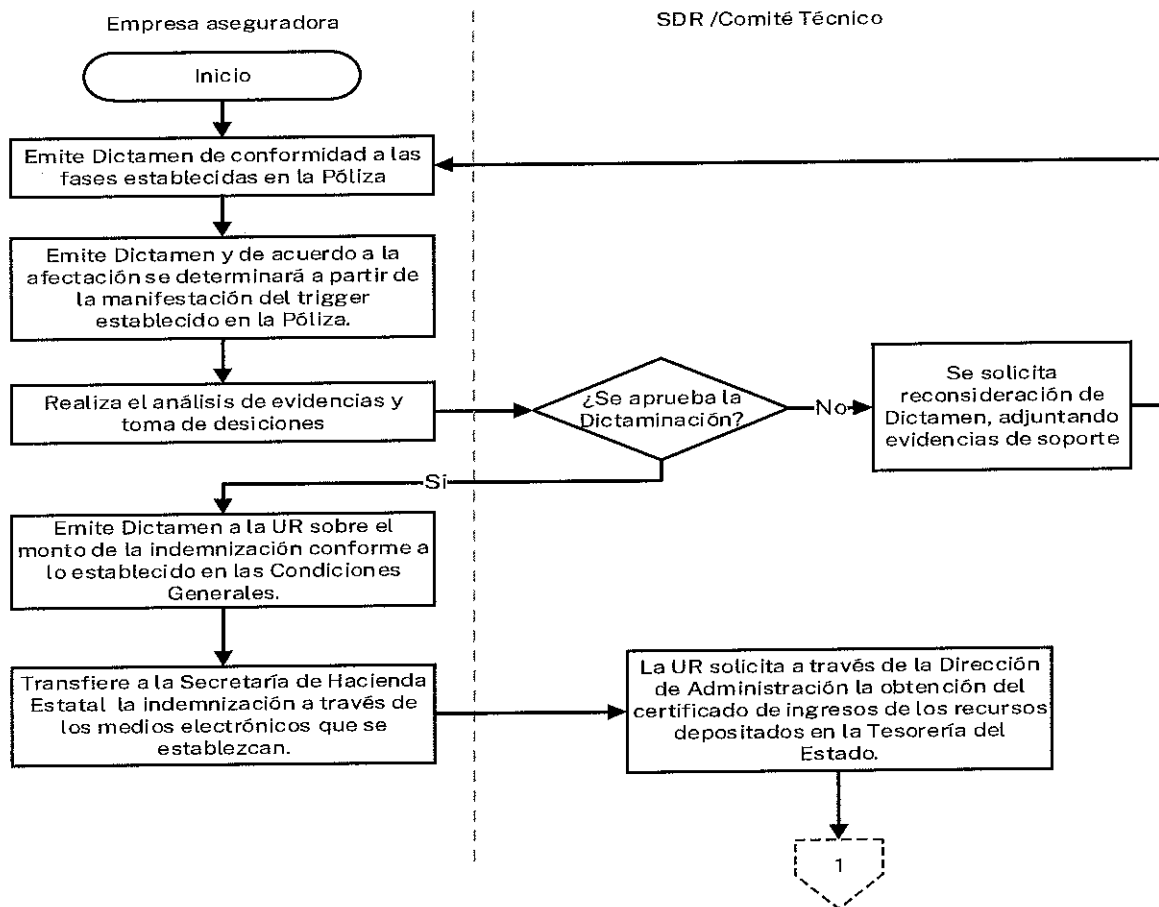 Empresa aseguradora
SDR /Comité Técnico
Inicio
Emite Dictamen de conformidad a las
fases establecidas en la Póliza
Emite Dictamen y de acuerdo a la
afectación se determinará a partir de
la manifestación del trigger
establecido en la Póliza.
Realiza el análisis de evidencias y
toma de desiciones
¿Se aprueba la
Dictaminación?
No
Se solicita
reconsideración de
Dictamen, adjuntando
evidencias de soporte
Si
Emite Dictamen a la UR sobre el
monto de la indemnización conforme a
lo establecido en las Condiciones
Generales.
Transfiere a la Secretaría de Hacienda
Estatal la indemnización a través de
los medios electrónicos que se
establezcan.
La UR solicita a través de la Dirección
de Administración la obtención del
certificado de ingresos de los recursos
depositados en la Tesorería del
Estado.
1